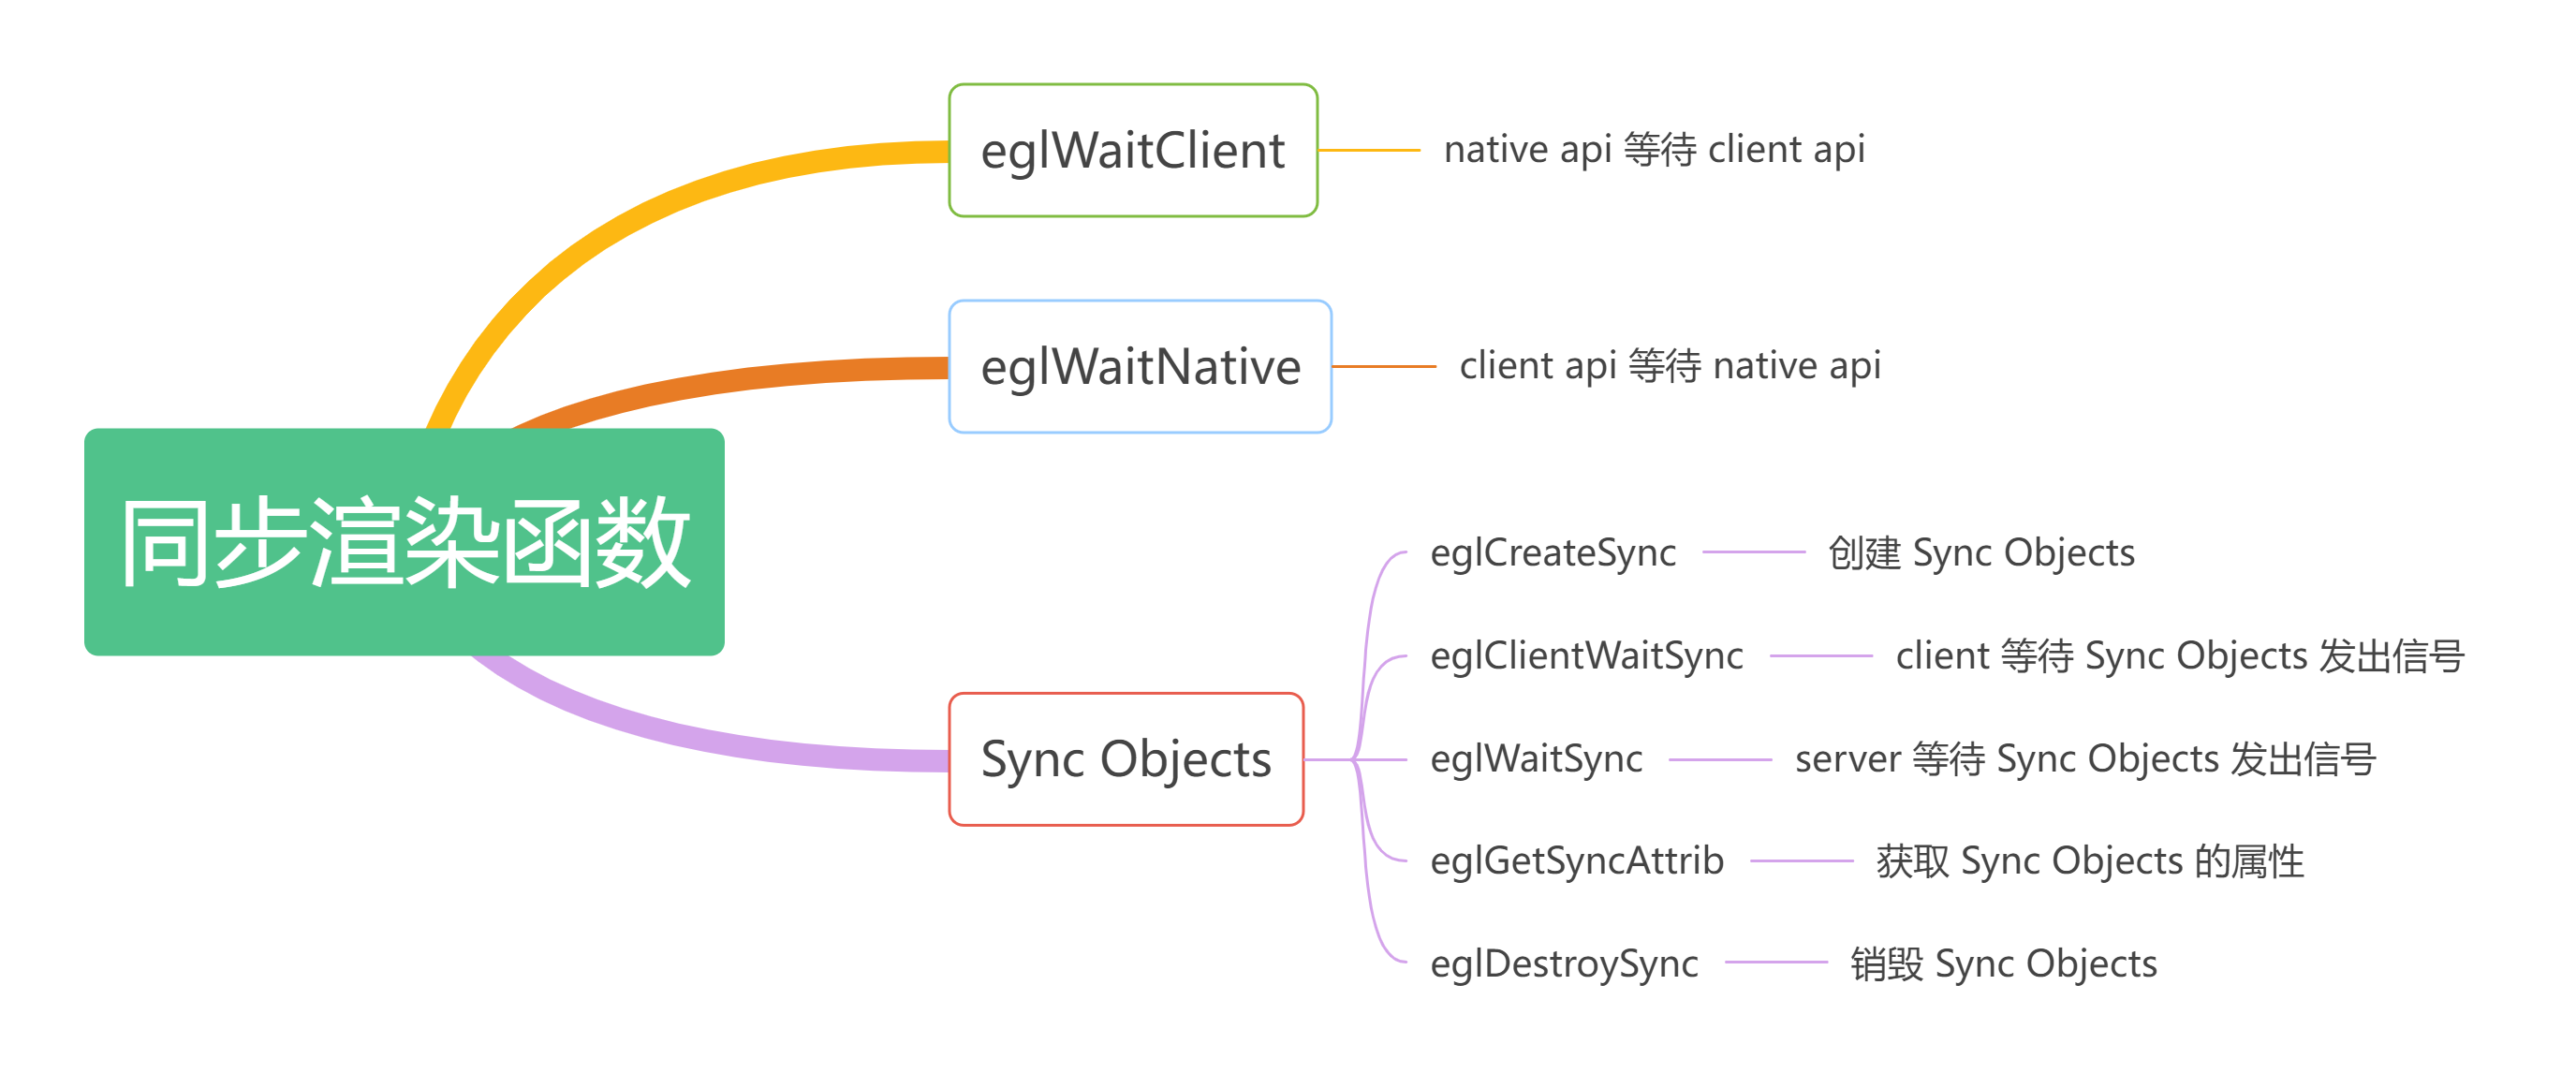 同步渲染函数
eglWaitClient
native api 等待 client api
eglWaitNative
client api 等待 native api
Sync Objects
eglCreateSync
创建 Sync Objects
eglClientWaitSync
client 等待 Sync Objects 发出信号
eglWaitSync
server 等待 Sync Objects 发出信号
eglGetSyncAttrib
获取 Sync Objects 的属性
eglDestroySync
销毁 Sync Objects